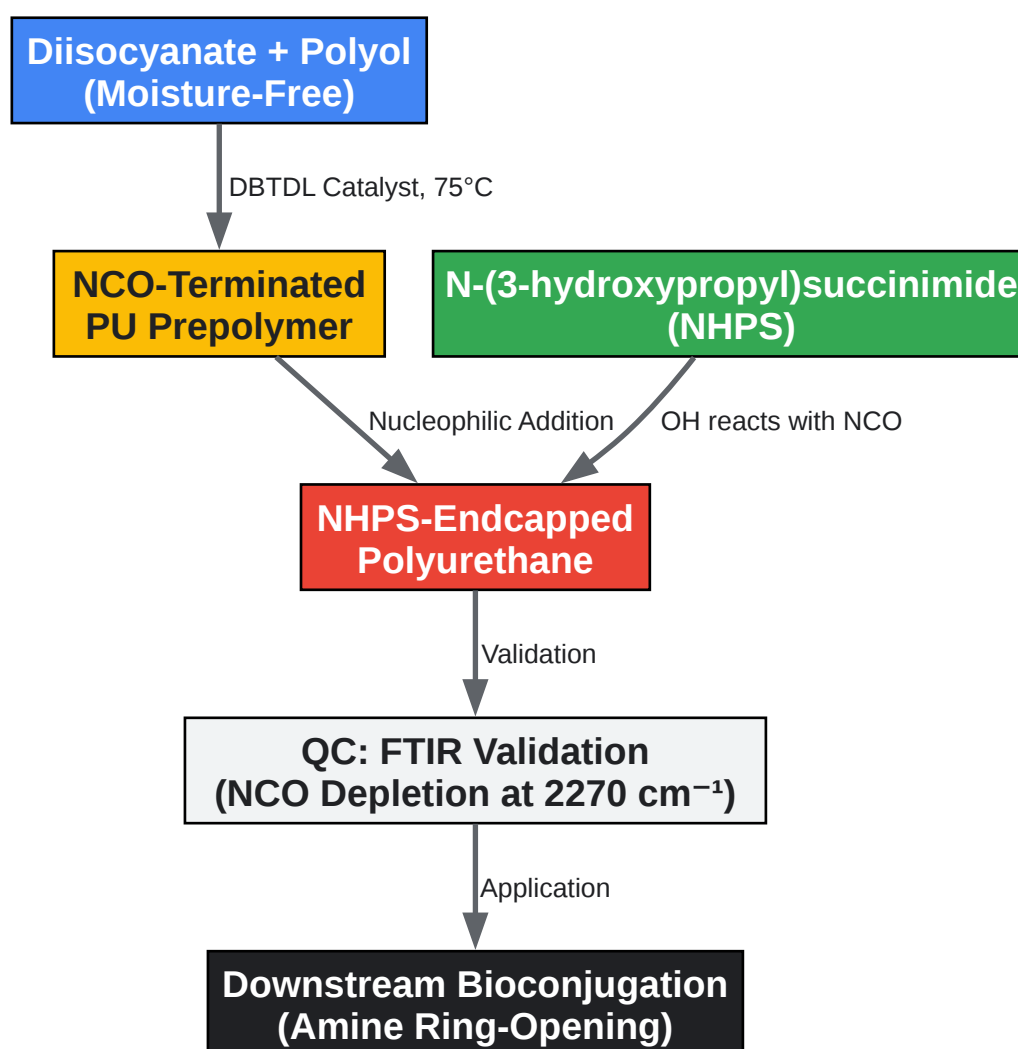 Diisocyanate + Polyol
(Moisture-Free)
DBTDL Catalyst, 75°C
NCO-Terminated
PU Prepolymer
N-(3-hydroxypropyl)succinimide
(NHPS)
Nucleophilic Addition
OH reacts with NCO
NHPS-Endcapped
Polyurethane
Validation
QC: FTIR Validation
(NCO Depletion at 2270 cm⁻¹)
Application
Downstream Bioconjugation
(Amine Ring-Opening)